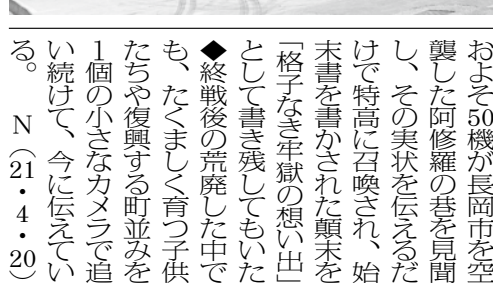 およそ50機が長岡市を空
襲した阿修羅の巷を見聞
し、その実状を伝えるだ
けで特高に召喚され、始
末書を書かされた顛末を
「格子なき牢獄の想い出」
として書き残してもいた
◆終戦後の荒廃した中で
も、たくましく育つ子供
たちや復興する町並みを
1個の小さなカメラで追
い続けて、今に伝えてい
る。　N（21・4・20）